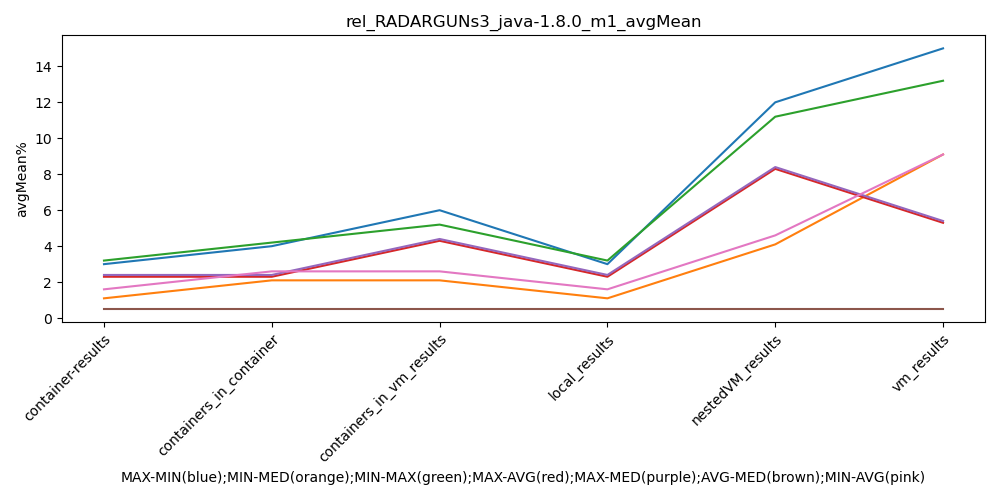 rel_RADARGUNs3_java-1.8.0_m1_avgMean
avgMean%
14
12
10
8
6
4
2
0
container-results
containers_in_container
containers_in_vm_results
local_results
nestedVM_results
vm_results
MAX-MIN(blue);MIN-MED(orange);MIN-MAX(green);MAX-AVG(red);MAX-MED(purple);AVG-MED(brown);MIN-AVG(pink)